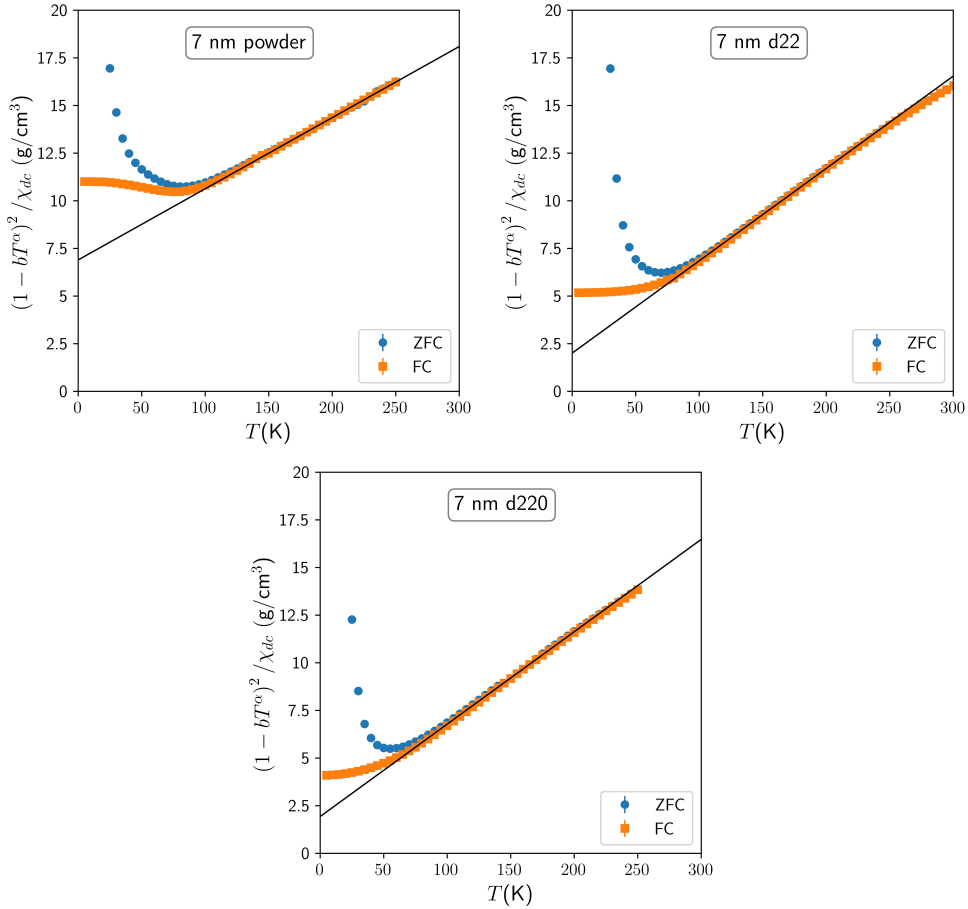 7 nm powder
20
17.5
15
12.5
10
7.5
5
2.5
0
0 50 100 150 200 250 300
(1 − bT^α)^2/χ_dc (g/cm^3)
T(K)
ZFC
FC
7 nm d22
20
17.5
15
12.5
10
7.5
5
2.5
0
0 50 100 150 200 250 300
(1 − bT^α)^2/χ_dc (g/cm^3)
T(K)
ZFC
FC
7 nm d220
20
17.5
15
12.5
10
7.5
5
2.5
0
0 50 100 150 200 250 300
(1 − bT^α)^2/χ_dc (g/cm^3)
T(K)
ZFC
FC